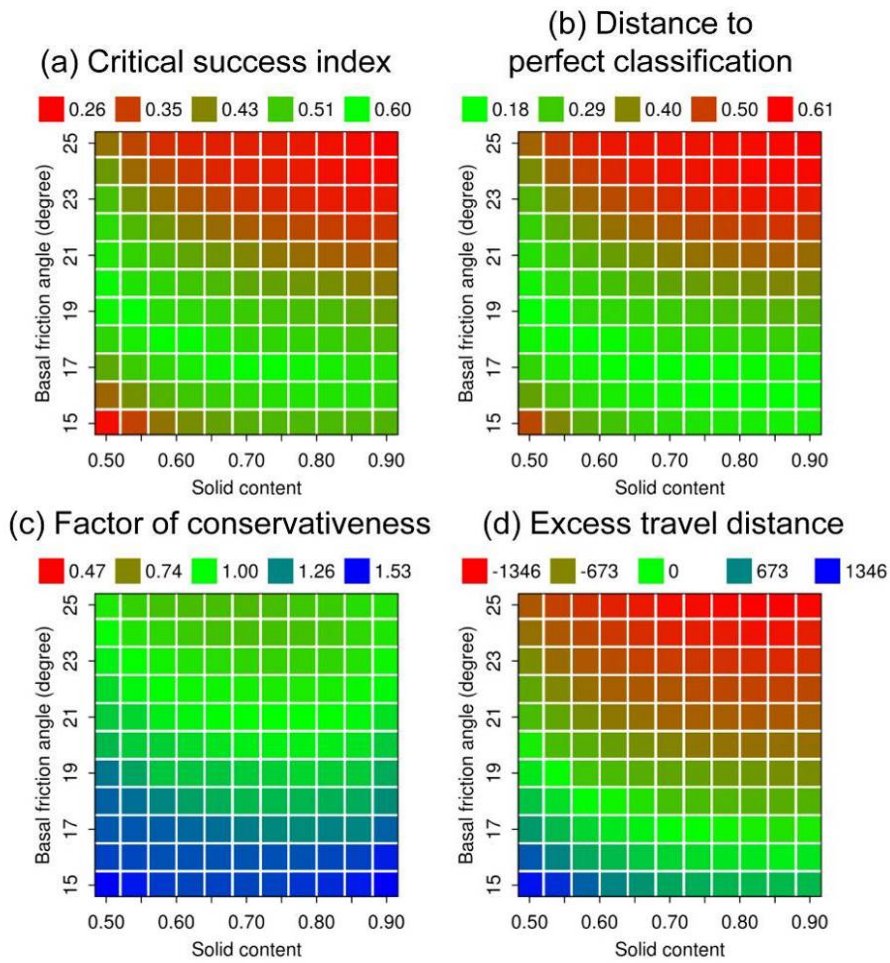 (a) Critical success index
0.26 0.35 0.43 0.51 0.60
Basal friction angle (degree)
25
23
21
19
17
15
0.50 0.60 0.70 0.80 0.90
Solid content
(b) Distance to
perfect classification
0.18 0.29 0.40 0.50 0.61
Basal friction angle (degree)
25
23
21
19
17
15
0.50 0.60 0.70 0.80 0.90
Solid content
(c) Factor of conservativeness
0.47 0.74 1.00 1.26 1.53
Basal friction angle (degree)
25
23
21
19
17
15
0.50 0.60 0.70 0.80 0.90
Solid content
(d) Excess travel distance
-1346 -673 0 673 1346
Basal friction angle (degree)
25
23
21
19
17
15
0.50 0.60 0.70 0.80 0.90
Solid content